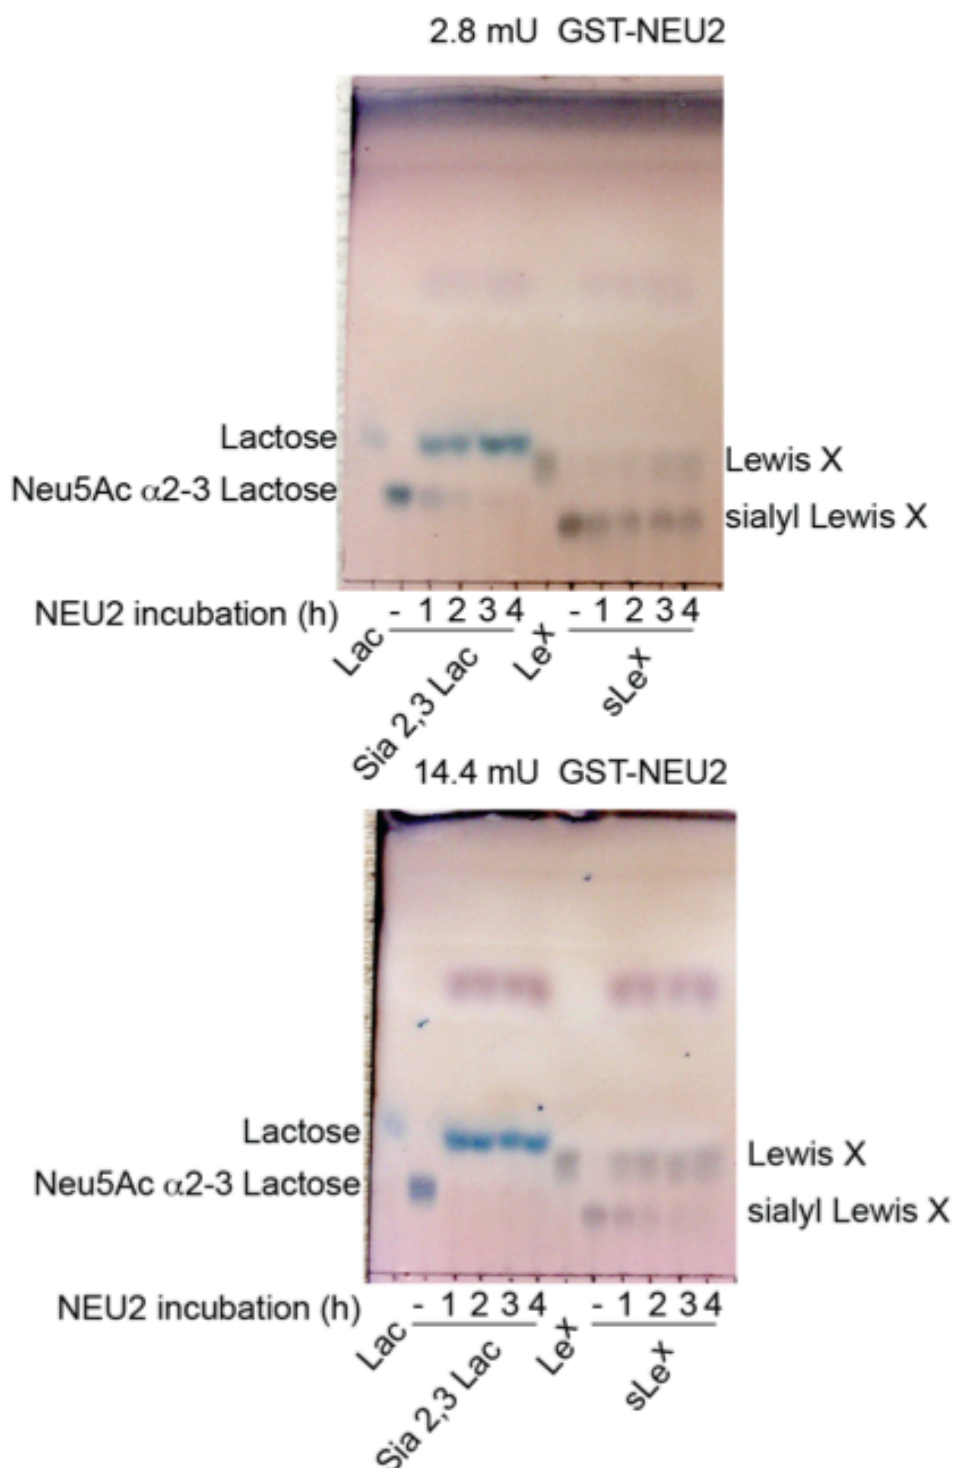 2.8 mU GST-NEU2
Lactose
Neu5Ac α2-3 Lactose
Lewis X
sialyl Lewis X
NEU2 incubation (h) - 1 2 3 4 - 1 2 3 4
Lac
Sia 2,3 Lac
Leˣ
sLeˣ
14.4 mU GST-NEU2
Lactose
Neu5Ac α2-3 Lactose
Lewis X
sialyl Lewis X
NEU2 incubation (h) - 1 2 3 4 - 1 2 3 4
Lac
Sia 2,3 Lac
Leˣ
sLeˣ